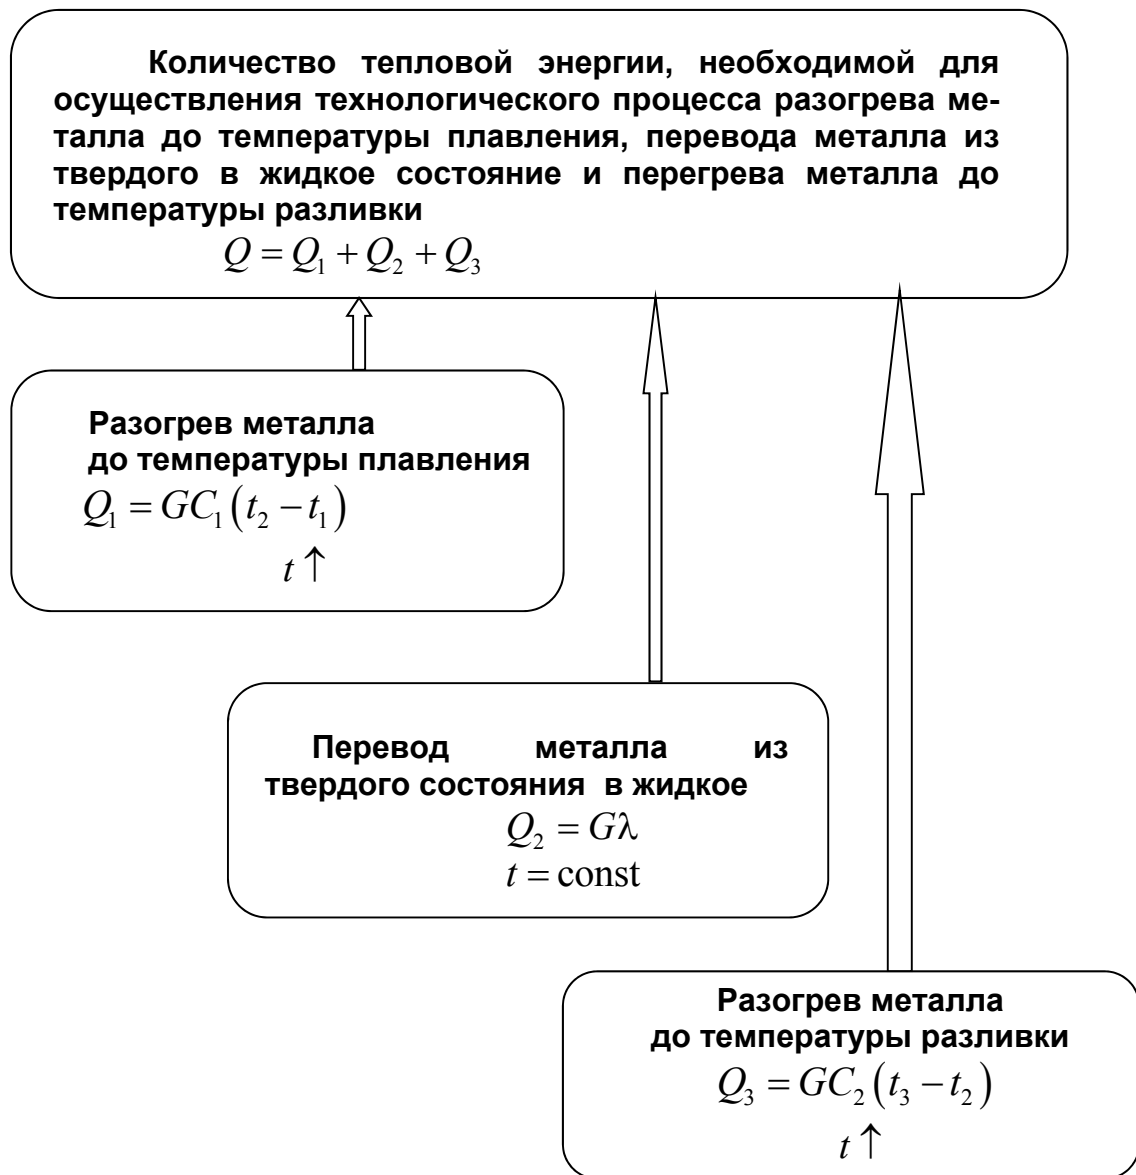 Количество тепловой энергии, необходимой для
осуществления технологического процесса разогрева ме-
талла до температуры плавления, перевода металла из
твердого в жидкое состояние и перегрева металла до
температуры разливки
Q = Q₁ + Q₂ + Q₃
Разогрев металла
до температуры плавления
Q₁ = GC₁(t₂ − t₁)
t ↑
Перевод металла из
твердого состояния в жидкое
Q₂ = Gλ
t = const
Разогрев металла
до температуры разливки
Q₃ = GC₂(t₃ − t₂)
t ↑